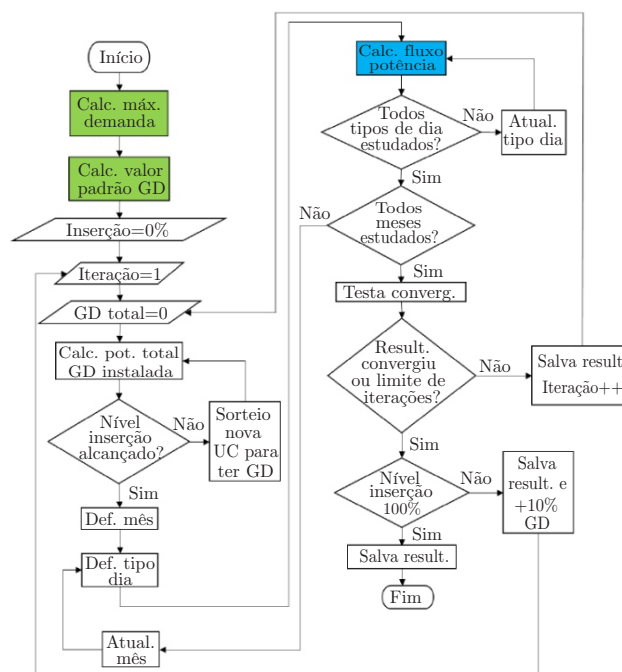 Início
Calc. máx.
demanda
Calc. valor
padrão GD
Inserção=0%
Iteração=1
GD total=0
Calc. pot. total
GD instalada
Nível
inserção
alcançado?
Não
Sorteio
nova
UC para
ter GD
Sim
Def. mês
Def. tipo
dia
Atual.
mês
Calc. fluxo
potência
Todos
tipos de dia
estudados?
Não
Atual.
tipo dia
Sim
Todos
meses
estudados?
Não
Sim
Testa converg.
Result.
convergiu
ou limite de
iterações?
Não
Salva result.
Iteração++
Sim
Nível
inserção
100%
Não
Salva
result. e
+10%
GD
Sim
Salva result.
Fim